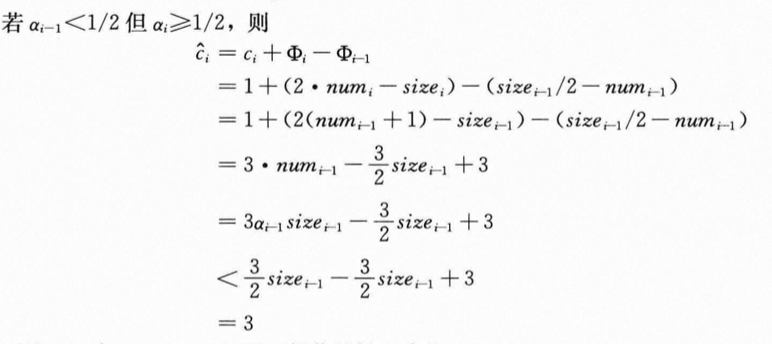 若 αᵢ₋₁<1/2 但 αᵢ≥1/2，则
ĉᵢ = cᵢ + Φᵢ − Φᵢ₋₁
= 1 + (2 • numᵢ − sizeᵢ) − (sizeᵢ₋₁/2 − numᵢ₋₁)
= 1 + (2(numᵢ₋₁ + 1) − sizeᵢ₋₁) − (sizeᵢ₋₁/2 − numᵢ₋₁)
= 3 • numᵢ₋₁ − 3/2 sizeᵢ₋₁ + 3
= 3αᵢ₋₁sizeᵢ₋₁ − 3/2 sizeᵢ₋₁ + 3
< 3/2 sizeᵢ₋₁ − 3/2 sizeᵢ₋₁ + 3
= 3